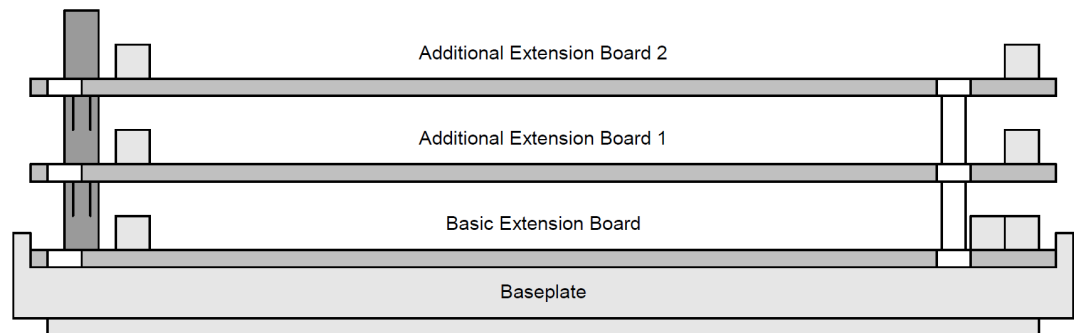 Additional Extension Board 2
Additional Extension Board 1
Basic Extension Board
Baseplate